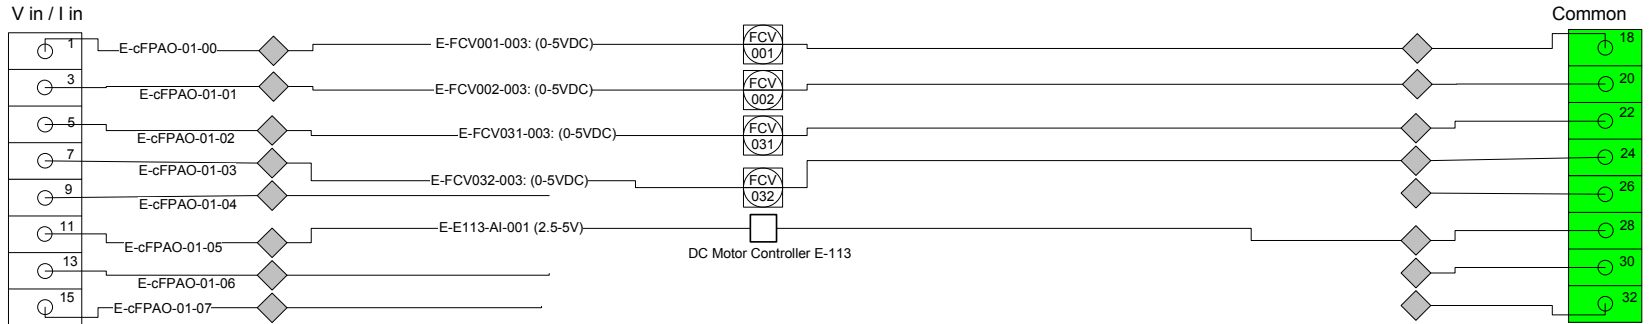 V in / I in
Common
1
E-cFPAO-01-00
E-FCV001-003: (0-5VDC)
FCV
001
18
3
E-cFPAO-01-01
E-FCV002-003: (0-5VDC)
FCV
002
20
5
E-cFPAO-01-02
E-FCV031-003: (0-5VDC)
FCV
031
22
7
E-cFPAO-01-03
E-FCV032-003: (0-5VDC)
FCV
032
24
9
E-cFPAO-01-04
26
11
E-cFPAO-01-05
E-E113-AI-001 (2.5-5V)
DC Motor Controller E-113
28
13
E-cFPAO-01-06
30
15
E-cFPAO-01-07
32